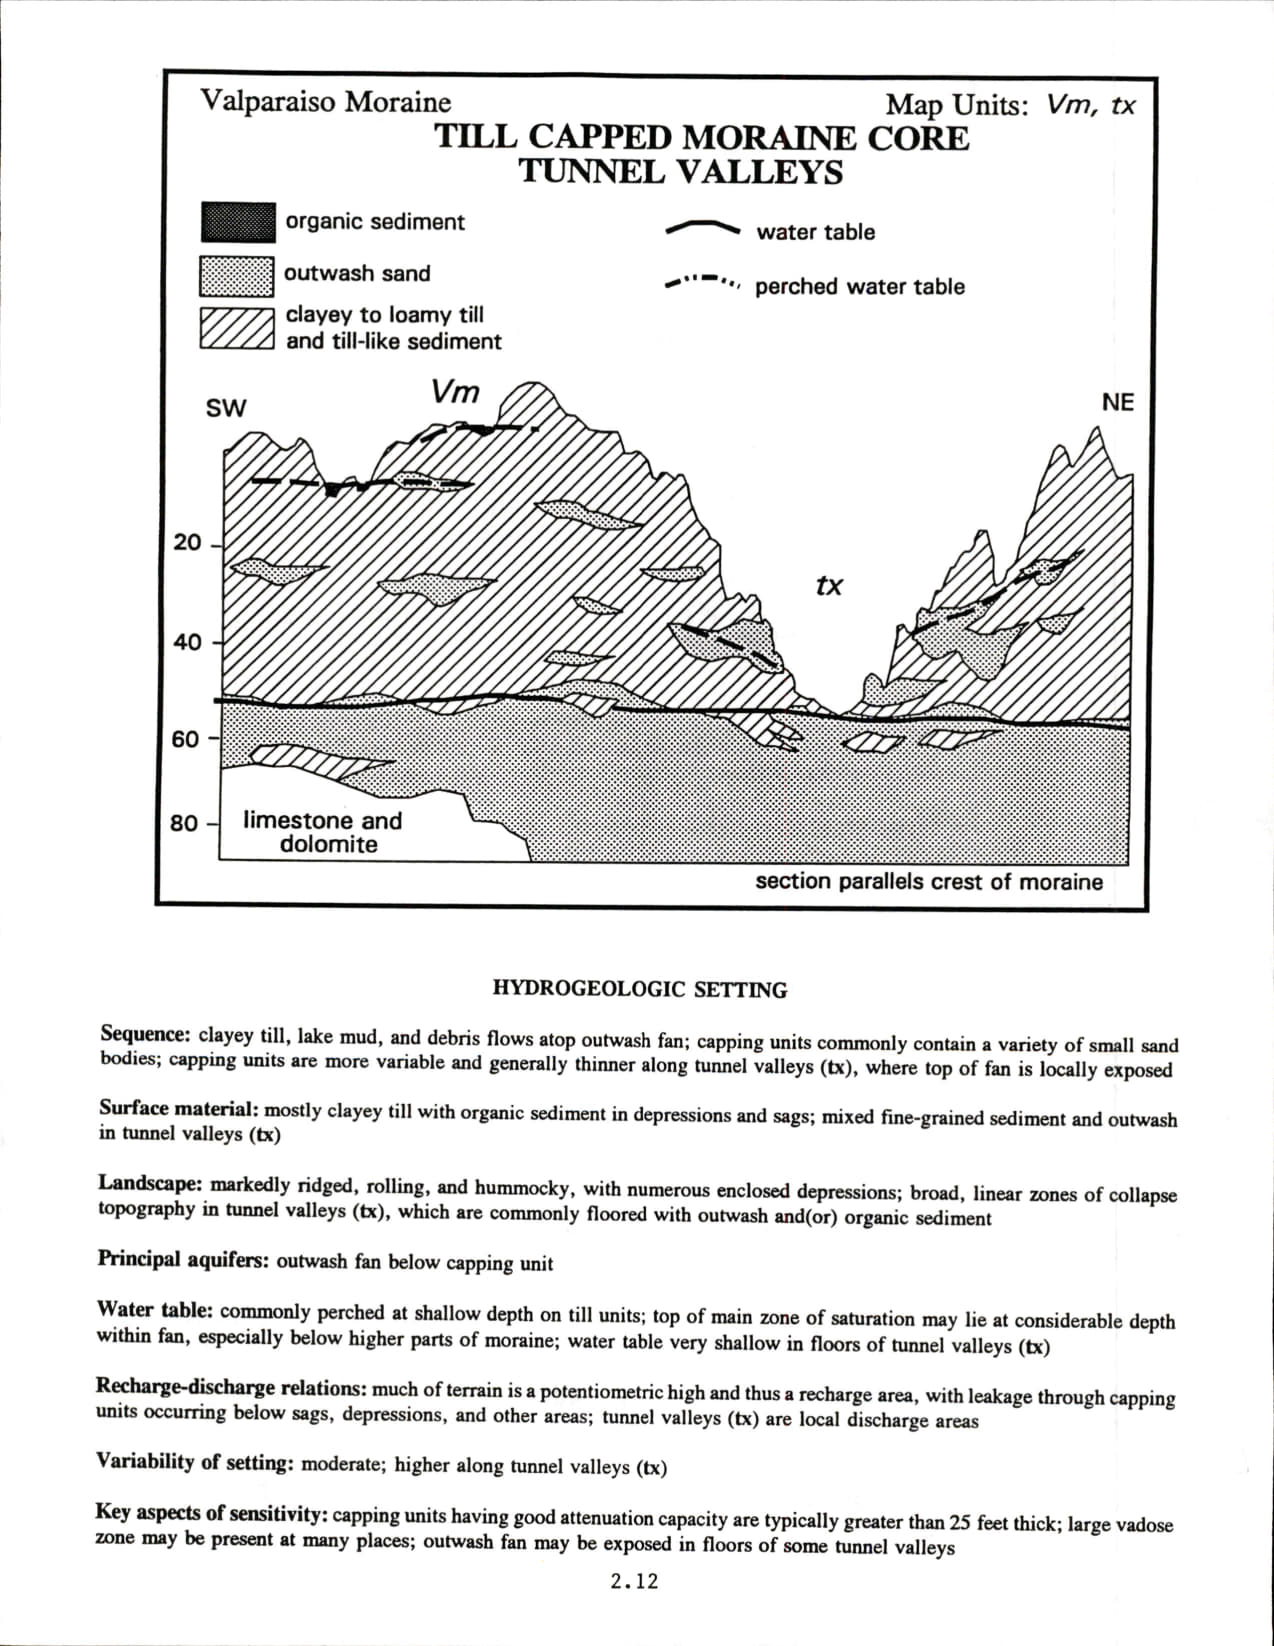 Valparaiso Moraine
Map Units: Vm, tx
TILL CAPPED MORAINE CORE
TUNNEL VALLEYS
organic sediment
water table
outwash sand
perched water table
clayey to loamy till
and till-like sediment
SW
Vm
NE
20
tx
40
60
80
limestone and
dolomite
section parallels crest of moraine
HYDROGEOLOGIC SETTING
Sequence: clayey till, lake mud, and debris flows atop outwash fan; capping units commonly contain a variety of small sand
bodies; capping units are more variable and generally thinner along tunnel valleys (tx), where top of fan is locally exposed
Surface material: mostly clayey till with organic sediment in depressions and sags; mixed fine-grained sediment and outwash
in tunnel valleys (tx)
Landscape: markedly ridged, rolling, and hummocky, with numerous enclosed depressions; broad, linear zones of collapse
topography in tunnel valleys (tx), which are commonly floored with outwash and(or) organic sediment
Principal aquifers: outwash fan below capping unit
Water table: commonly perched at shallow depth on till units; top of main zone of saturation may lie at considerable depth
within fan, especially below higher parts of moraine; water table very shallow in floors of tunnel valleys (tx)
Recharge-discharge relations: much of terrain is a potentiometric high and thus a recharge area, with leakage through capping
units occurring below sags, depressions, and other areas; tunnel valleys (tx) are local discharge areas
Variability of setting: moderate; higher along tunnel valleys (tx)
Key aspects of sensitivity: capping units having good attenuation capacity are typically greater than 25 feet thick; large vadose
zone may be present at many places; outwash fan may be exposed in floors of some tunnel valleys
2.12